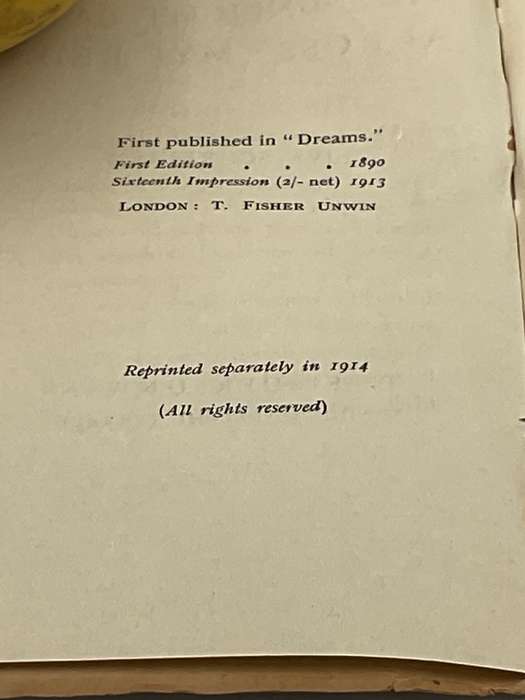 First published in "Dreams."
First Edition . . . 1890
Sixteenth Impression (2/- net) 1913
LONDON: T. FISHER UNWIN
Reprinted separately in 1914
(All rights reserved)